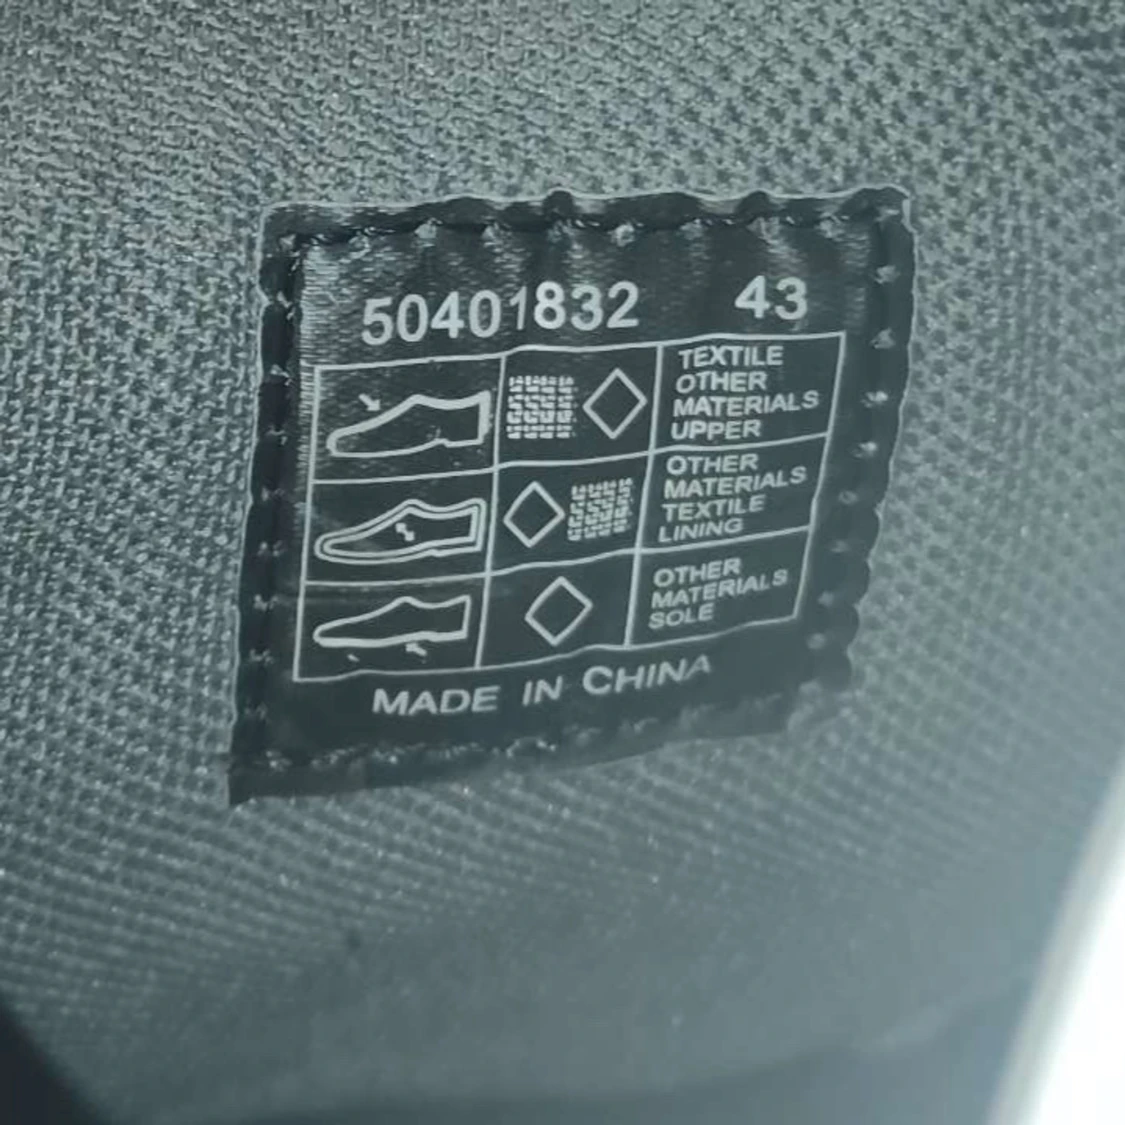 50401832 43
TEXTILE
OTHER
MATERIALS
UPPER
OTHER
MATERIALS
TEXTILE
LINING
OTHER
MATERIALS
SOLE
MADE IN CHINA